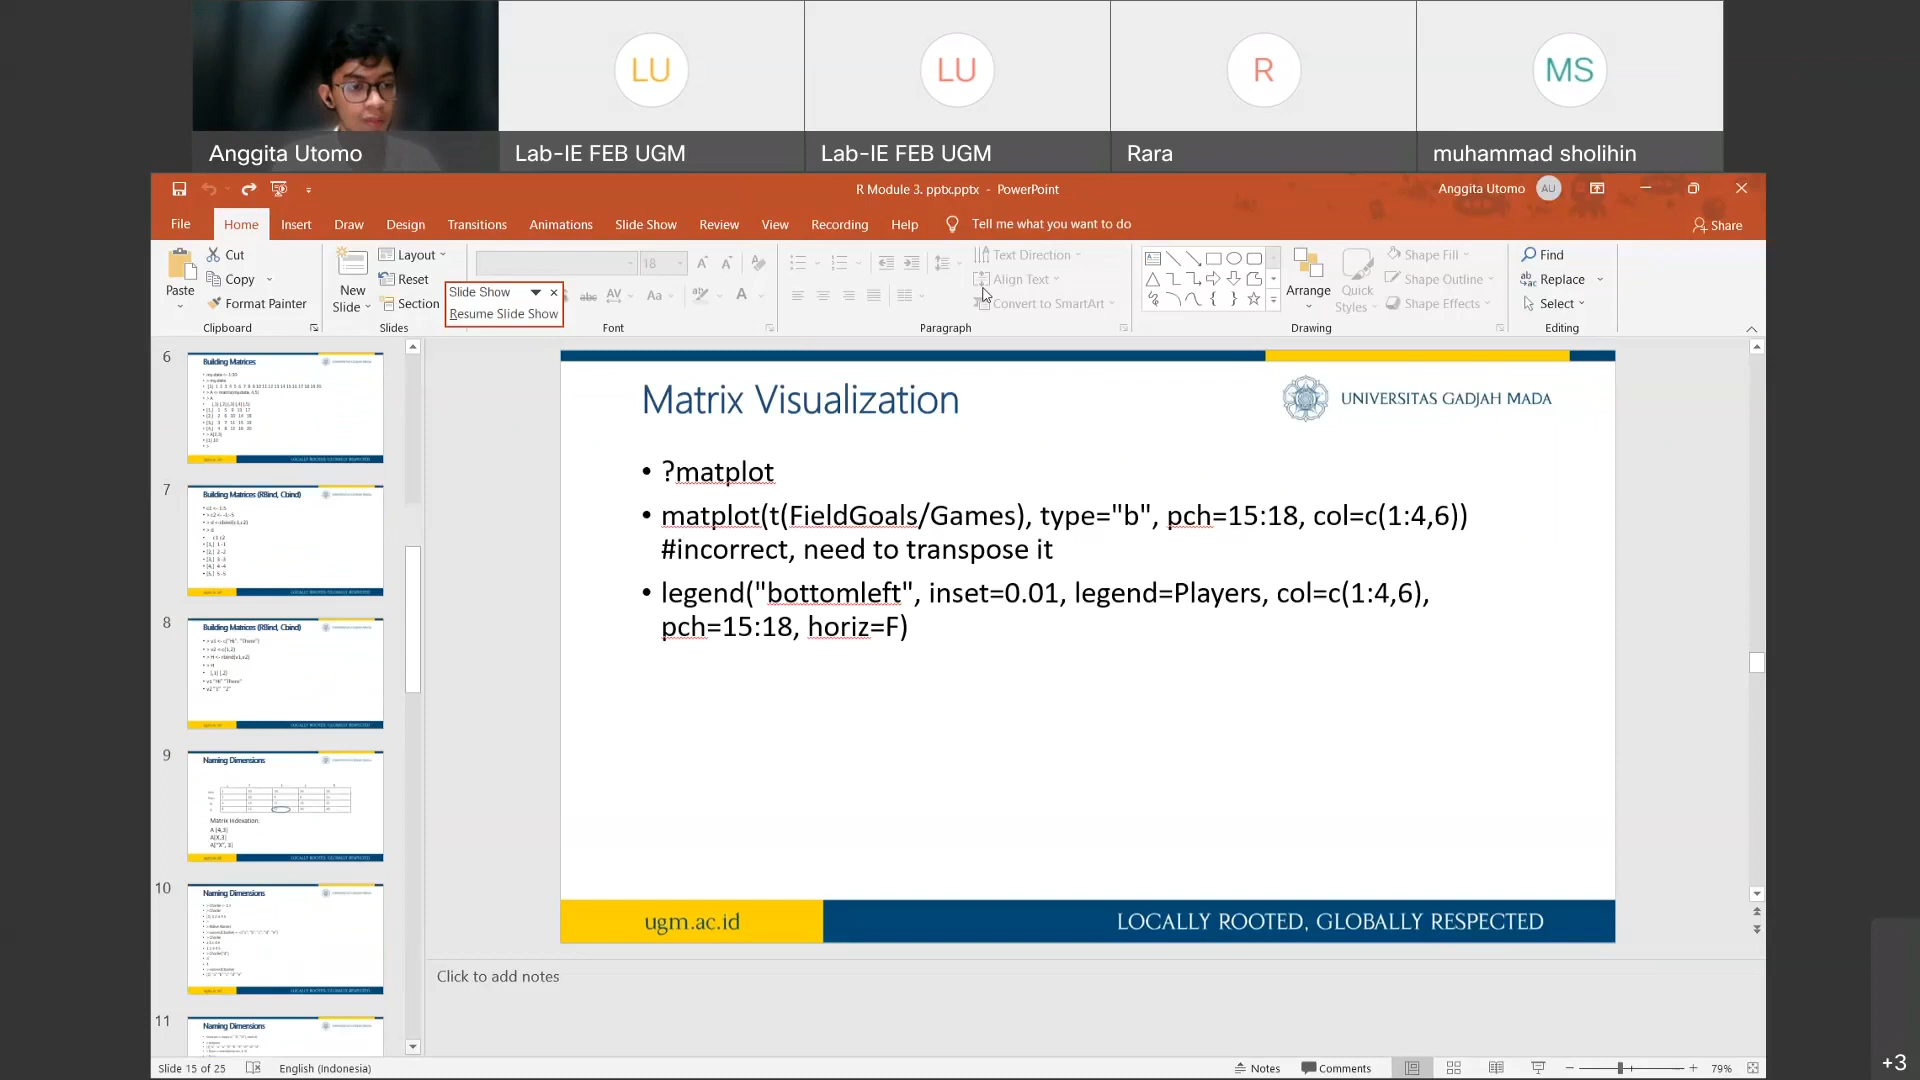 LU
LU
R
MS
Anggita Utomo
Lab-IE FEB UGM
Lab-IE FEB UGM
Rara
muhammad sholihin
R Module 3. pptx.pptx - PowerPoint
Anggita Utomo
AU
File
Home
Insert
Draw
Design
Transitions
Animations
Slide Show
Review
View
Recording
Help
Tell me what you want to do
Share
Paste
Cut
Copy
Format Painter
Clipboard
New
Slide
Layout
Reset
Section
Slides
Slide Show
Resume Slide Show
18
Aa
Font
Text Direction
Align Text
Convert to SmartArt
Paragraph
Arrange
Quick
Styles
Shape Fill
Shape Outline
Shape Effects
Drawing
Find
Replace
Select
Editing
6
Building Matrices
7
Building Matrices (RBind, Cbind)
8
Building Matrices (RBind, Cbind)
9
Naming Dimensions
Matrix Indexation:
10
Naming Dimensions
11
Naming Dimensions
Matrix Visualization
UNIVERSITAS GADJAH MADA
• ?matplot
• matplot(t(FieldGoals/Games), type="b", pch=15:18, col=c(1:4,6))
#incorrect, need to transpose it
• legend("bottomleft", inset=0.01, legend=Players, col=c(1:4,6),
pch=15:18, horiz=F)
ugm.ac.id
LOCALLY ROOTED, GLOBALLY RESPECTED
Click to add notes
Slide 15 of 25
English (Indonesia)
Notes
Comments
79%
+3